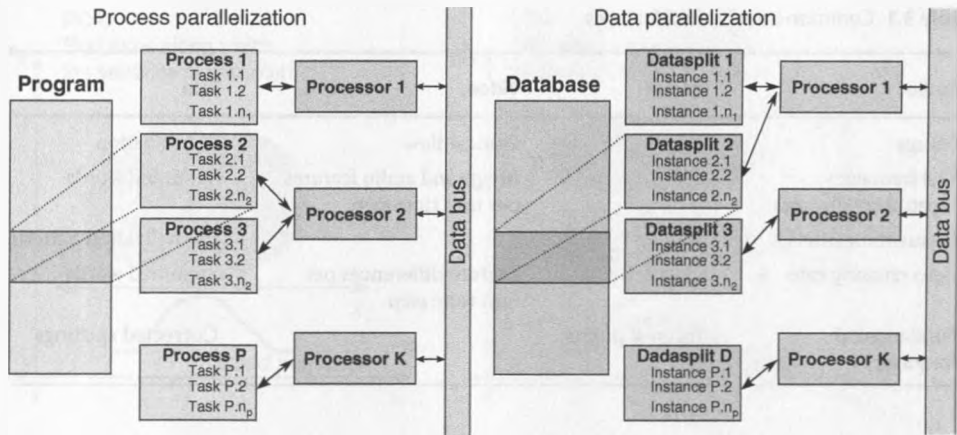 Process parallelization
Program
Process 1
Task 1.1
Task 1.2
Task 1.n1
Process 2
Task 2.1
Task 2.2
Task 2.n2
Process 3
Task 3.1
Task 3.2
Task 3.n2
Process P
Task P.1
Task P.2
Task P.np
Processor 1
Processor 2
Processor K
Data bus
Data parallelization
Database
Datasplit 1
Instance 1.1
Instance 1.2
Instance 1.n1
Datasplit 2
Instance 2.1
Instance 2.2
Instance 2.n2
Datasplit 3
Instance 3.1
Instance 3.2
Instance 3.n2
Dadasplit D
Instance P.1
Instance P.2
Instance P.np
Processor 1
Processor 2
Processor K
Data bus